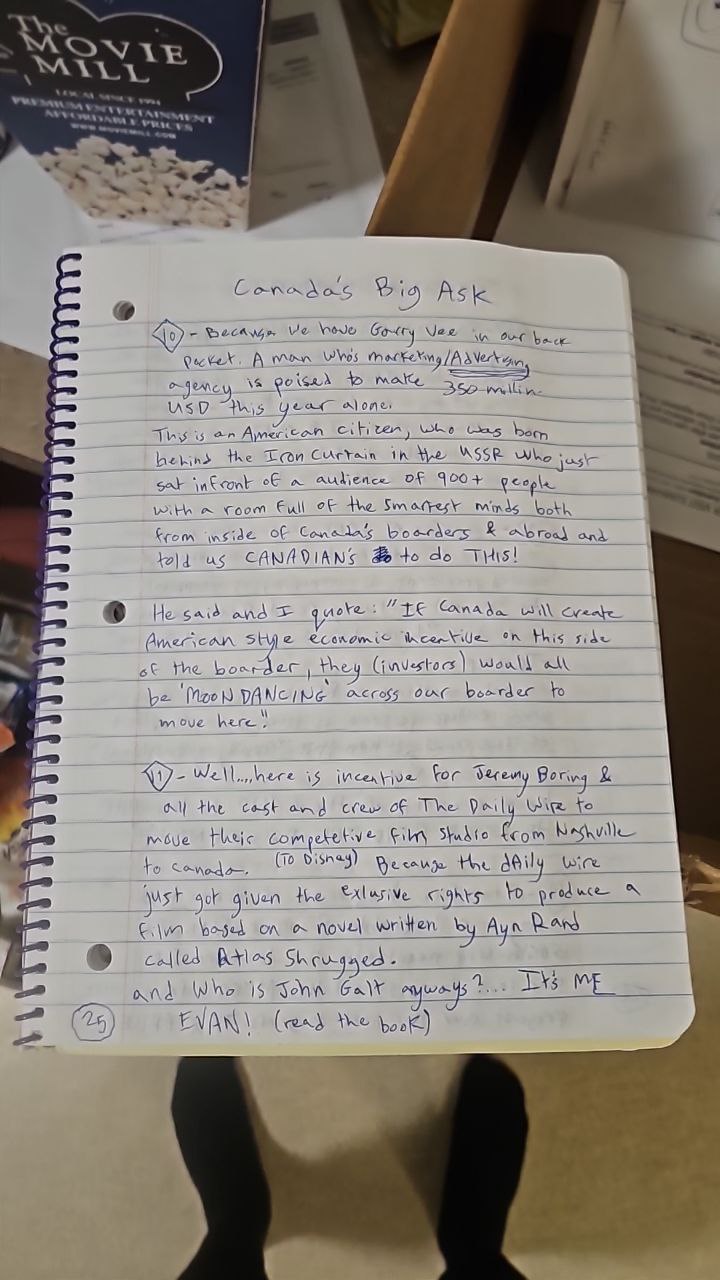 The
MOVIE
MILL
LOCAL SINCE 1994
PREMIUM ENTERTAINMENT
AFFORDABLE PRICES
WWW.MOVIEMILL.COM
Canada's Big Ask
10 - Because We have Garry Vee in our back
Pocket. A man who's marketing/Advertising
agency is poised to make 350 millin
USD this year alone.
This is an American citizen, who was born
behind the Iron Curtain in the USSR who just
sat infront of a audience of 900+ people
with a room full of the Smartest minds both
from inside of Canada's boarders & abroad and
told us CANADIAN'S to do THIS!
He said and I quote: "IF Canada will create
American style economic incentive on this side
of the boarder, they (investors) would all
be 'MOON DANCING' across our boarder to
move here!"
11 - Well....here is incentive for Jeremy Boring &
all the cast and crew of The Daily Wire to
move their competetive film studio from Nashville
to Canada. (To Disney) Because the dAily wire
just got given the exlusive rights to produce a
film based on a novel written by Ayn Rand
called Atlas Shrugged.
and Who is John Galt ayways?... It's ME
25 EVAN! (read the book)